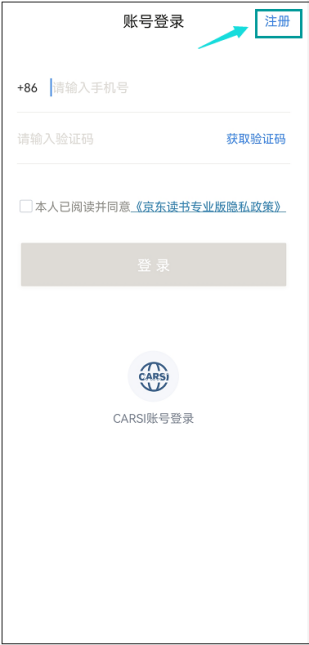 账号登录
注册
+86 请输入手机号
请输入验证码 获取验证码
本人已阅读并同意《京东读书专业版隐私政策》
登 录
CARSI
CARSI账号登录